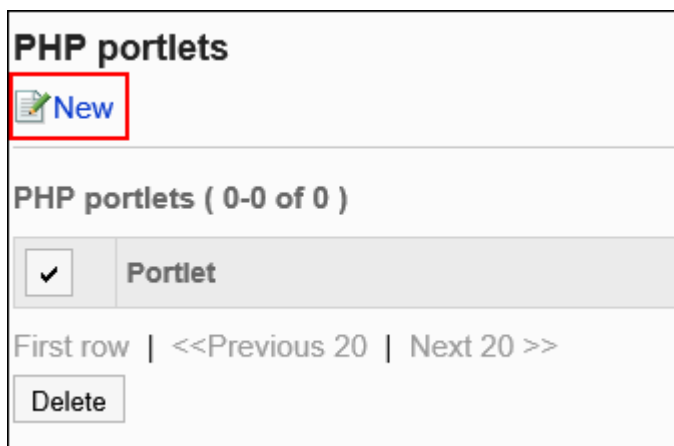 PHP portlets
New
PHP portlets ( 0-0 of 0 )
Portlet
First row | <<Previous 20 | Next 20 >>
Delete